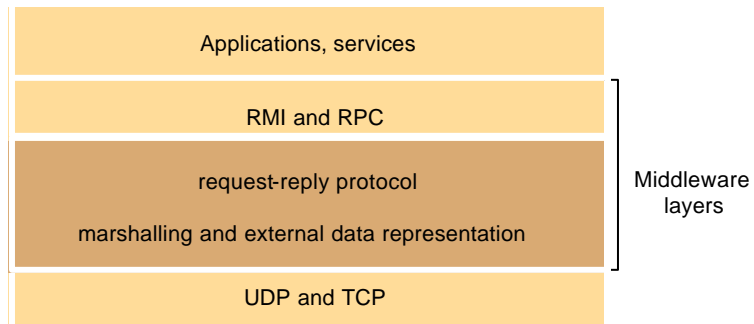 Applications, services
RMI and RPC
request-reply protocol
marshalling and external data representation
UDP and TCP
Middleware
layers